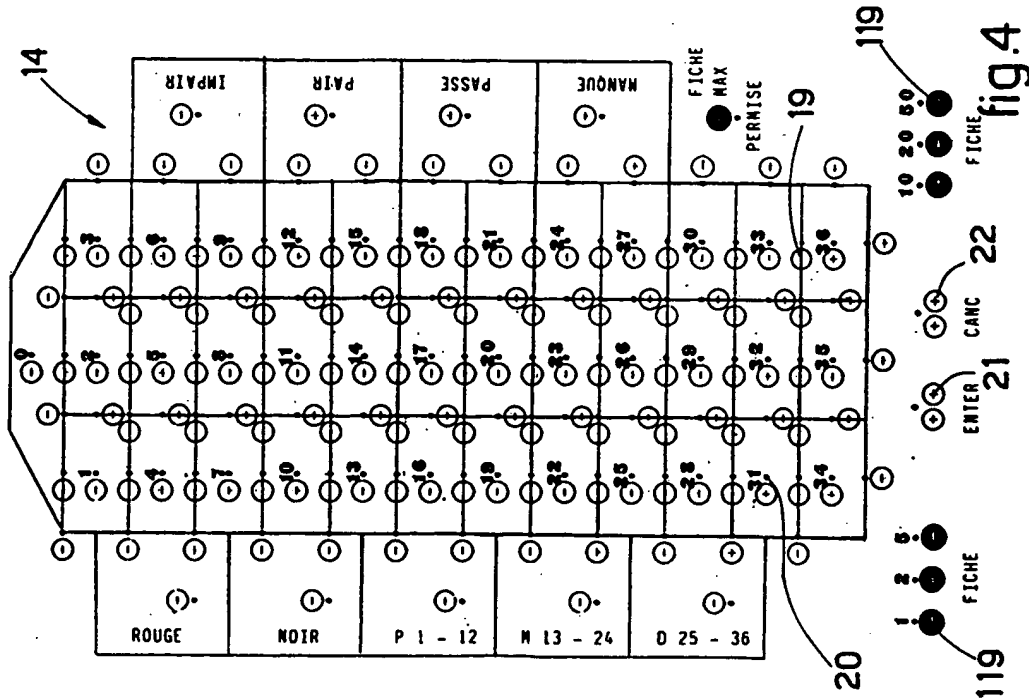 14
0
1 2 3
4 5 6
7 8 9
10 11 12
13 14 15
16 17 18
19 20 21
22 23 24
25 26 27
28 29 30
31 32 33
34 35 36
ROUGE
NOIR
P 1 - 12
M 13 - 24
D 25 - 36
IMPAIR
PAIR
PASSE
MANQUE
FICHE
MAX
PERMISE
19
20
1 2 5
FICHE
119
ENTER
21
CANC
22
10 20 50
FICHE
119
fig.4